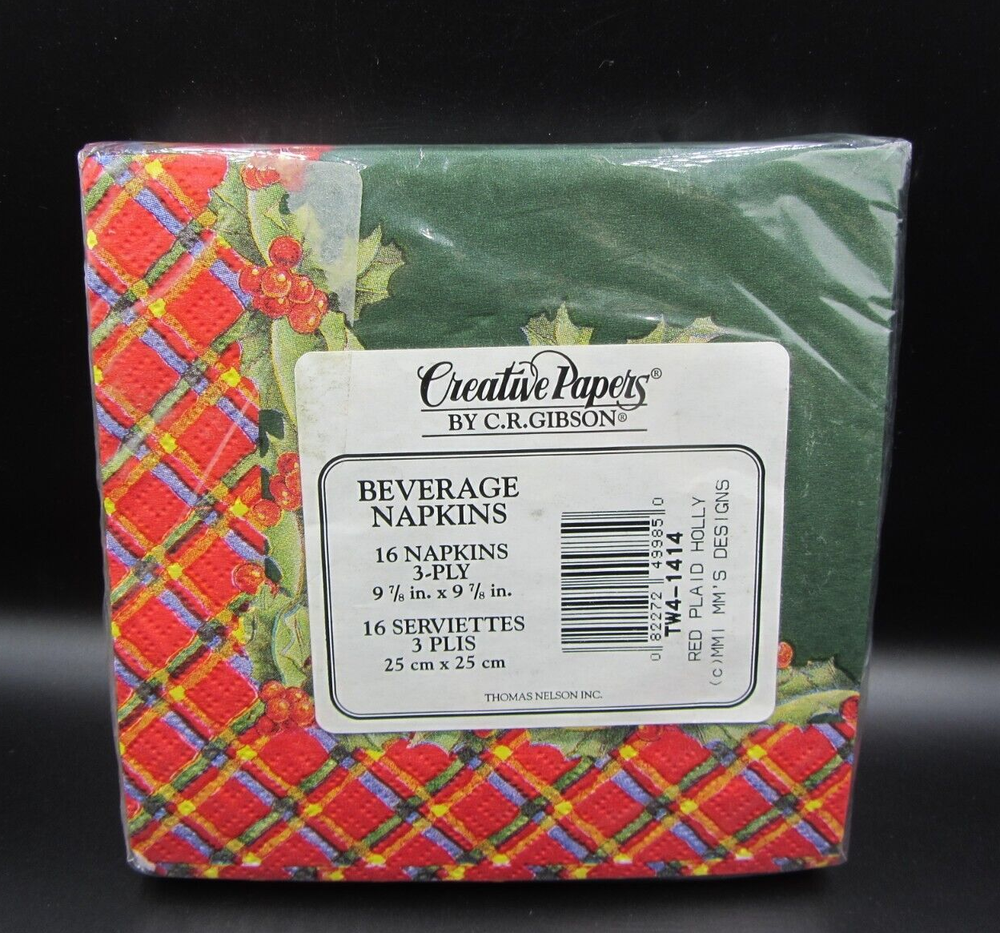 Creative Papers®
BY C.R.GIBSON®
BEVERAGE
NAPKINS
16 NAPKINS
3-PLY
9 7/8 in. x 9 7/8 in.
16 SERVIETTES
3 PLIS
25 cm x 25 cm
THOMAS NELSON INC.
0 82272 49985 0
TW4-1414
RED PLAID HOLLY
(c)MMI MM'S DESIGNS